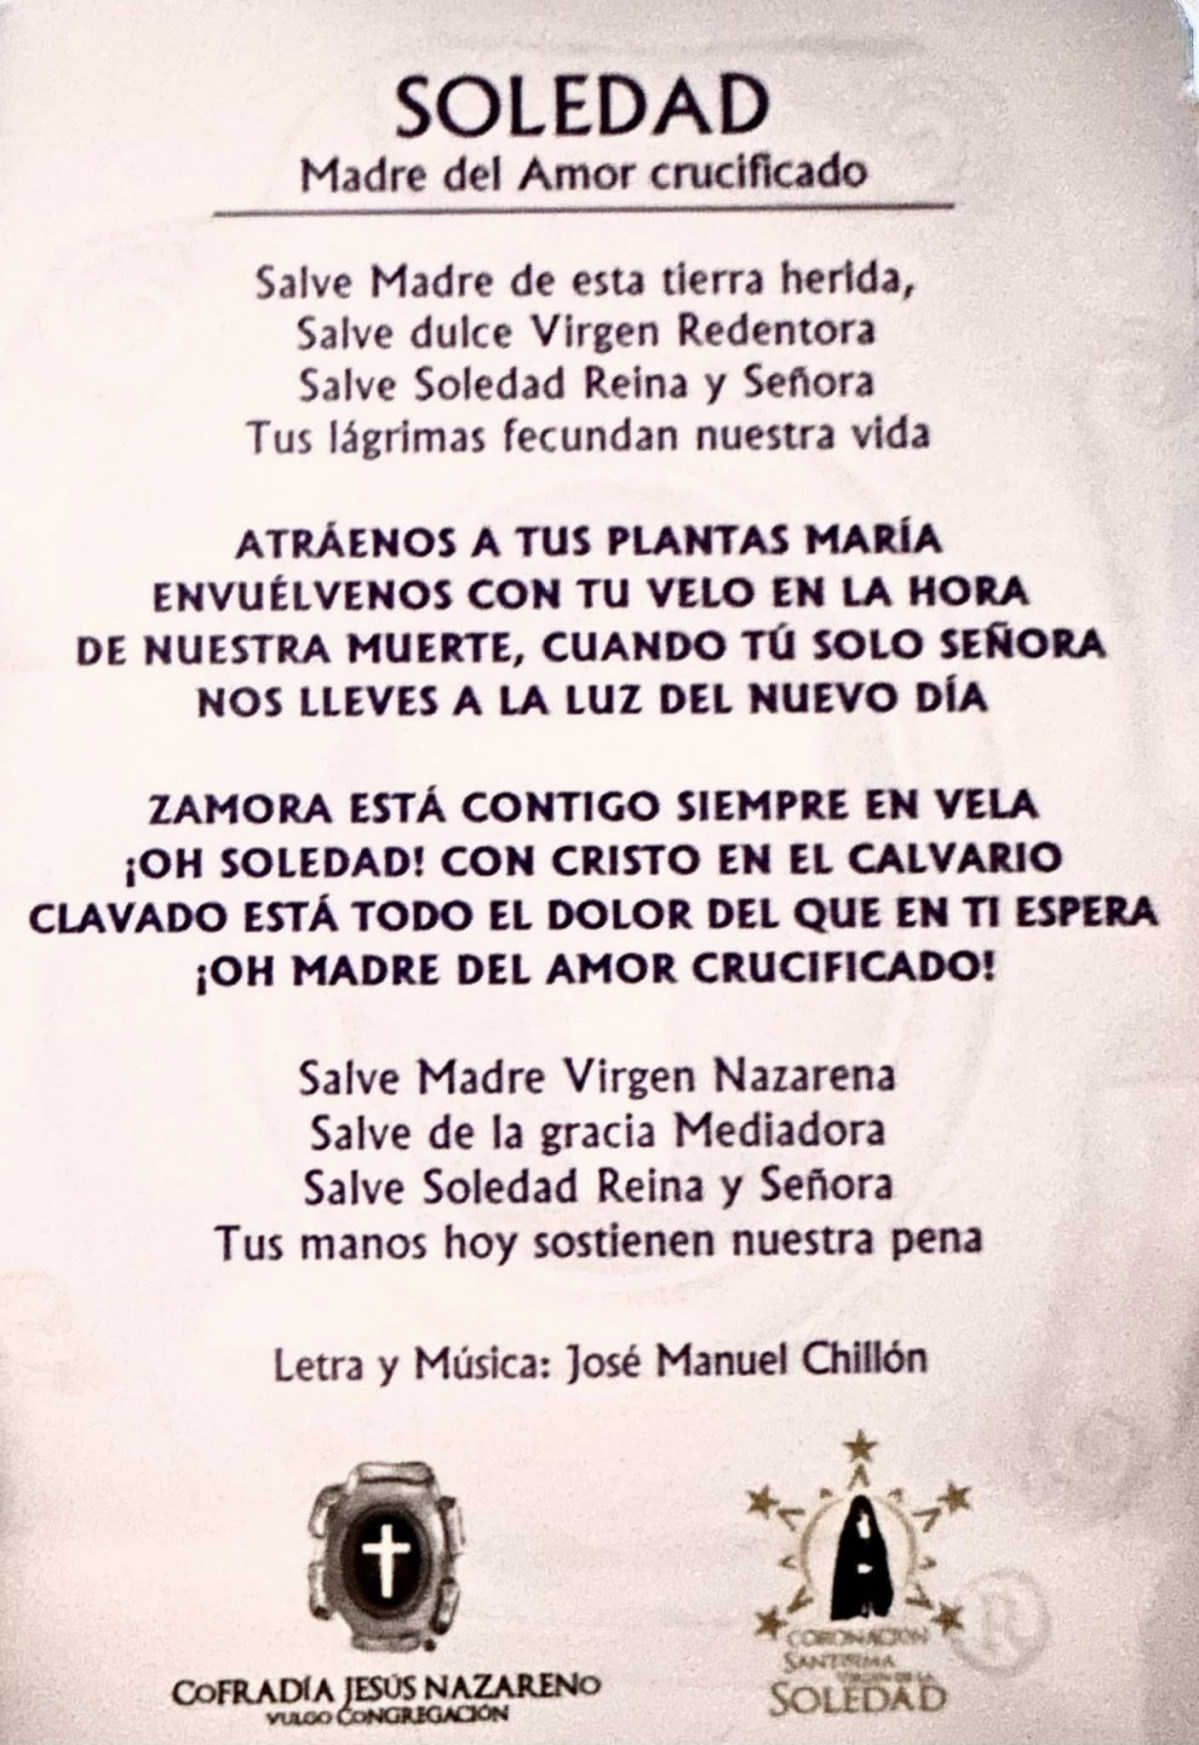 SOLEDAD
Madre del Amor crucificado
Salve Madre de esta tierra herida,
Salve dulce Virgen Redentora
Salve Soledad Reina y Señora
Tus lágrimas fecundan nuestra vida
ATRÁENOS A TUS PLANTAS MARÍA
ENVUÉLVENOS CON TU VELO EN LA HORA
DE NUESTRA MUERTE, CUANDO TÚ SOLO SEÑORA
NOS LLEVES A LA LUZ DEL NUEVO DÍA
ZAMORA ESTÁ CONTIGO SIEMPRE EN VELA
¡OH SOLEDAD! CON CRISTO EN EL CALVARIO
CLAVADO ESTÁ TODO EL DOLOR DEL QUE EN TI ESPERA
¡OH MADRE DEL AMOR CRUCIFICADO!
Salve Madre Virgen Nazarena
Salve de la gracia Mediadora
Salve Soledad Reina y Señora
Tus manos hoy sostienen nuestra pena
Letra y Música: José Manuel Chillón
COFRADÍA JESÚS NAZARENO
VULGO CONGREGACIÓN
CORONACIÓN
SANTÍSIMA
VIRGEN DE LA
SOLEDAD
R